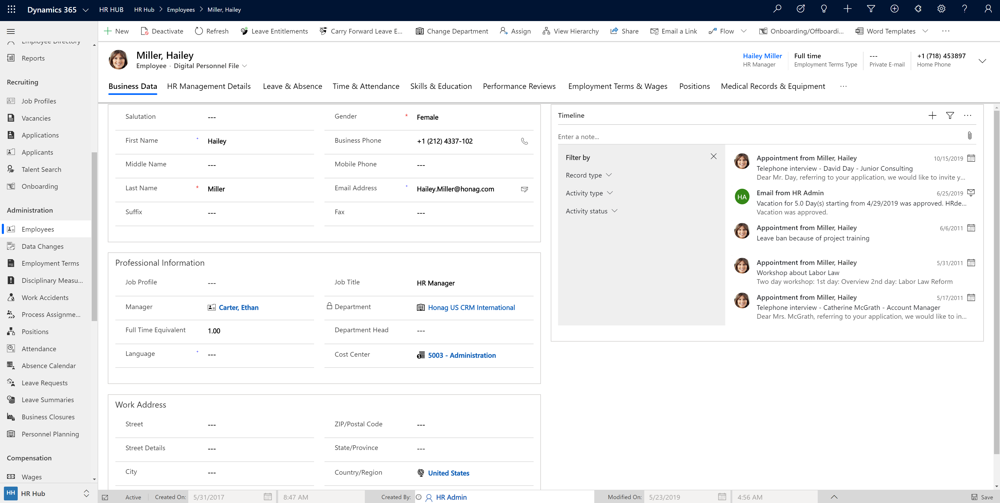 Dynamics 365 HR HUB HR Hub Employees Miller, Hailey
New Deactivate Refresh Leave Entitlements Carry Forward Leave E... Change Department Assign View Hierarchy Share Email a Link Flow Onboarding/Offboardi... Word Templates ...
Employee Directory
Reports
Recruiting
Job Profiles
Vacancies
Applications
Applicants
Talent Search
Onboarding
Administration
Employees
Data Changes
Employment Terms
Disciplinary Measu...
Work Accidents
Process Assignme...
Positions
Attendance
Absence Calendar
Leave Requests
Leave Summaries
Business Closures
Personnel Planning
Compensation
Wages
HH HR Hub
Miller, Hailey
Employee · Digital Personnel File
Hailey Miller
HR Manager
Full time
Employment Terms Type
---
Private E-mail
+1 (718) 453897
Home Phone
Business Data HR Management Details Leave & Absence Time & Attendance Skills & Education Performance Reviews Employment Terms & Wages Positions Medical Records & Equipment ...
Salutation ---
Gender * Female
First Name + Hailey
Business Phone +1 (212) 4337-102
Middle Name ---
Mobile Phone ---
Last Name * Miller
Email Address + Hailey.Miller@honag.com
Suffix ---
Fax ---
Professional Information
Job Profile ---
Job Title HR Manager
Manager Carter, Ethan
Department Honag US CRM International
Full Time Equivalent 1.00
Department Head ---
Language + ---
Cost Center 5003 - Administration
Work Address
Street ---
ZIP/Postal Code ---
Street Details ---
State/Province ---
City ---
Country/Region United States
Timeline
Enter a note...
Filter by
Record type
Activity type
Activity status
Appointment from Miller, Hailey 10/15/2019
Telephone interview - David Day - Junior Consulting
Dear Mr. Day, referring to your application, we would like to invite y...
HA
Email from HR Admin 6/25/2019
Vacation for 5.0 Day(s) starting from 4/29/2019 was approved. HRde...
Vacation was approved.
Appointment from Miller, Hailey 6/6/2011
Leave ban because of project training
Appointment from Miller, Hailey 5/31/2011
Workshop about Labor Law
Two day workshop: 1st day: Overview 2nd day: Labor Law Reform
Appointment from Miller, Hailey 5/17/2011
Telephone interview - Catherine McGrath - Account Manager
Dear Mrs. McGrath, referring to your application, we would like to in...
Active Created On: 5/31/2017 8:47 AM Created By: HR Admin Modified On: 5/23/2019 4:56 AM Save